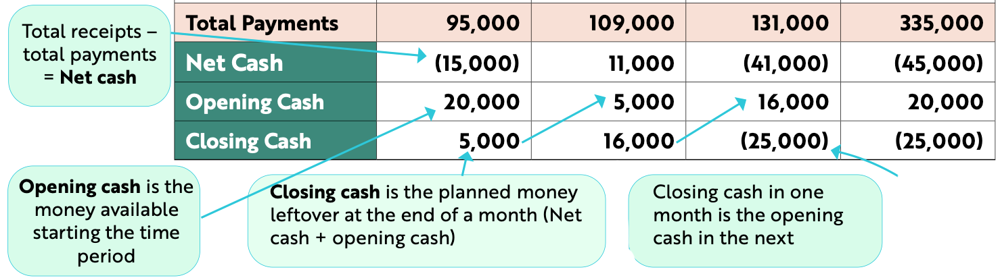 Total receipts –
total payments
= Net cash
Total Payments 95,000 109,000 131,000 335,000
Net Cash (15,000) 11,000 (41,000) (45,000)
Opening Cash 20,000 5,000 16,000 20,000
Closing Cash 5,000 16,000 (25,000) (25,000)
Opening cash is the
money available
starting the time
period
Closing cash is the planned money
leftover at the end of a month (Net
cash + opening cash)
Closing cash in one
month is the opening
cash in the next